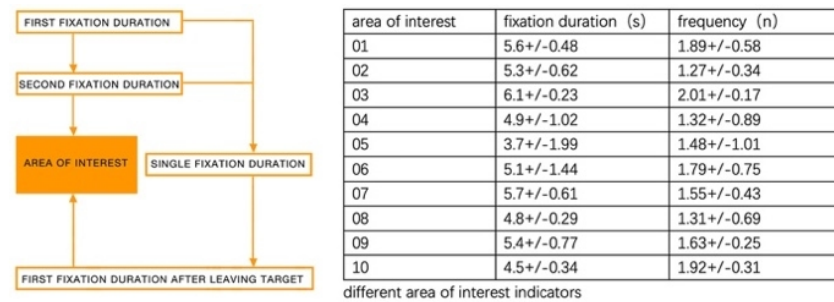 FIRST FIXATION DURATION
SECOND FIXATION DURATION
AREA OF INTEREST
SINGLE FIXATION DURATION
FIRST FIXATION DURATION AFTER LEAVING TARGET
area of interest fixation duration（s） frequency（n）
01 5.6+/-0.48 1.89+/-0.58
02 5.3+/-0.62 1.27+/-0.34
03 6.1+/-0.23 2.01+/-0.17
04 4.9+/-1.02 1.32+/-0.89
05 3.7+/-1.99 1.48+/-1.01
06 5.1+/-1.44 1.79+/-0.75
07 5.7+/-0.61 1.55+/-0.43
08 4.8+/-0.29 1.31+/-0.69
09 5.4+/-0.77 1.63+/-0.25
10 4.5+/-0.34 1.92+/-0.31
different area of interest indicators